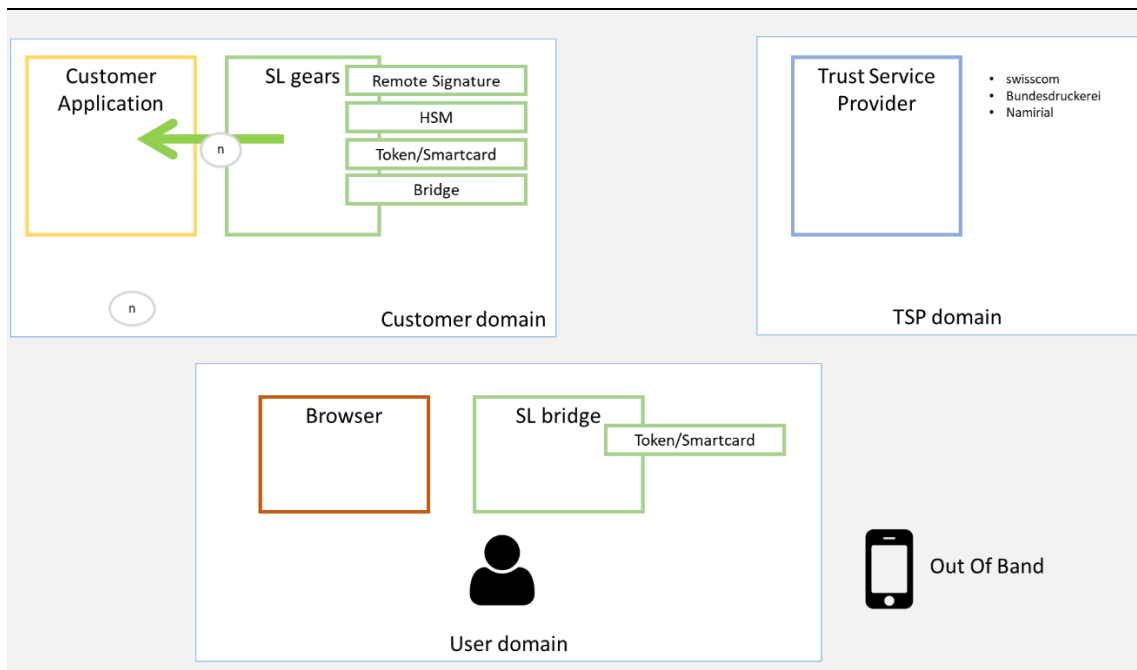 Customer
Application
SL gears
Remote Signature
HSM
Token/Smartcard
Bridge
n
n
Customer domain
Trust Service
Provider
• swisscom
• Bundesdruckerei
• Namirial
TSP domain
Browser
SL bridge
Token/Smartcard
User domain
Out Of Band